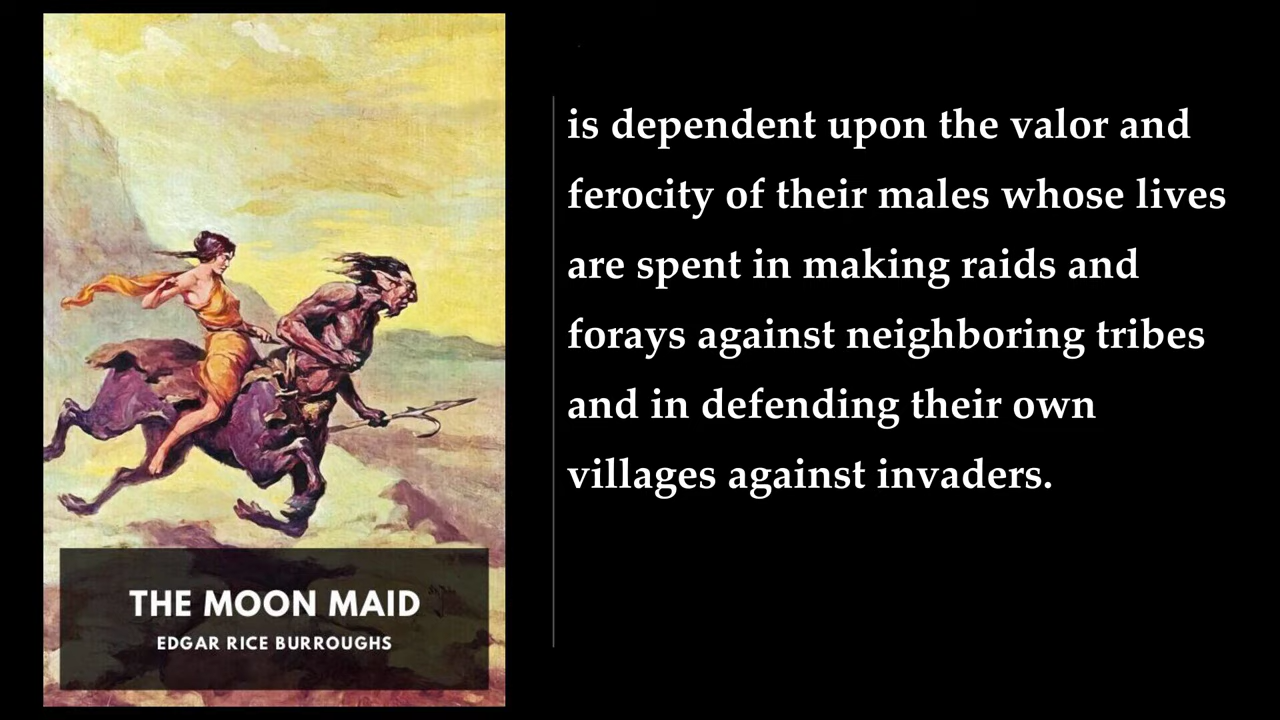 THE MOON MAID
EDGAR RICE BURROUGHS
is dependent upon the valor and
ferocity of their males whose lives
are spent in making raids and
forays against neighboring tribes
and in defending their own
villages against invaders.